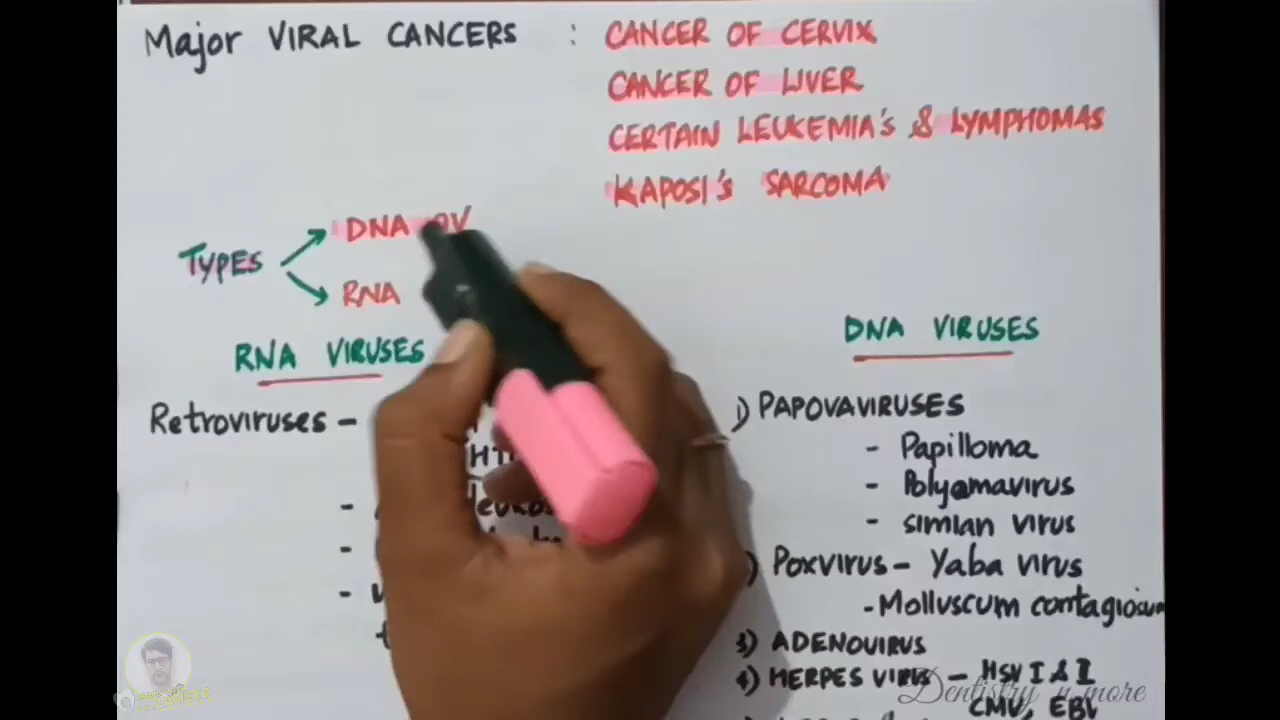 Major VIRAL CANCERS : CANCER OF CERVIX
CANCER OF LIVER
CERTAIN LEUKEMIA'S & LYMPHOMAS
KAPOSI'S SARCOMA
TYPES
DNA OV
RNA
RNA VIRUSES
Retroviruses -
-
-
-
DNA VIRUSES
1) PAPOVAVIRUSES
- Papilloma
- Polyomavirus
- Simian virus
) Poxvirus - Yaba virus
- Molluscum contagiosum
3) ADENOVIRUS
4) HERPES VIRUS - HSV I & II
CMV, EBV
Dentistry n more